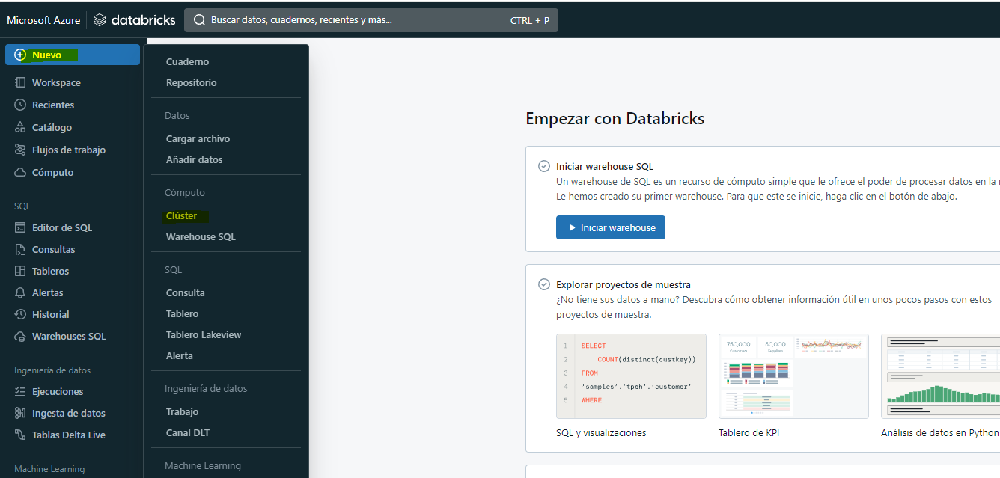 Microsoft Azure
databricks
Buscar datos, cuadernos, recientes y más...
CTRL + P
Nuevo
Workspace
Recientes
Catálogo
Flujos de trabajo
Cómputo
SQL
Editor de SQL
Consultas
Tableros
Alertas
Historial
Warehouses SQL
Ingeniería de datos
Ejecuciones
Ingesta de datos
Tablas Delta Live
Machine Learning
Cuaderno
Repositorio
Datos
Cargar archivo
Añadir datos
Cómputo
Clúster
Warehouse SQL
SQL
Consulta
Tablero
Tablero Lakeview
Alerta
Ingeniería de datos
Trabajo
Canal DLT
Machine Learning
Empezar con Databricks
Iniciar warehouse SQL
Un warehouse de SQL es un recurso de cómputo simple que le ofrece el poder de procesar datos en la
Le hemos creado su primer warehouse. Para que este se inicie, haga clic en el botón de abajo.
Iniciar warehouse
Explorar proyectos de muestra
¿No tiene sus datos a mano? Descubra cómo obtener información útil en unos pocos pasos con estos
proyectos de muestra.
1 SELECT
2 COUNT(distinct(custkey))
3 FROM
4 ‘samples’.’tpch’.’customer’
5 WHERE
750,000
Customers
50,000
Suppliers
SQL y visualizaciones
Tablero de KPI
Análisis de datos en Python